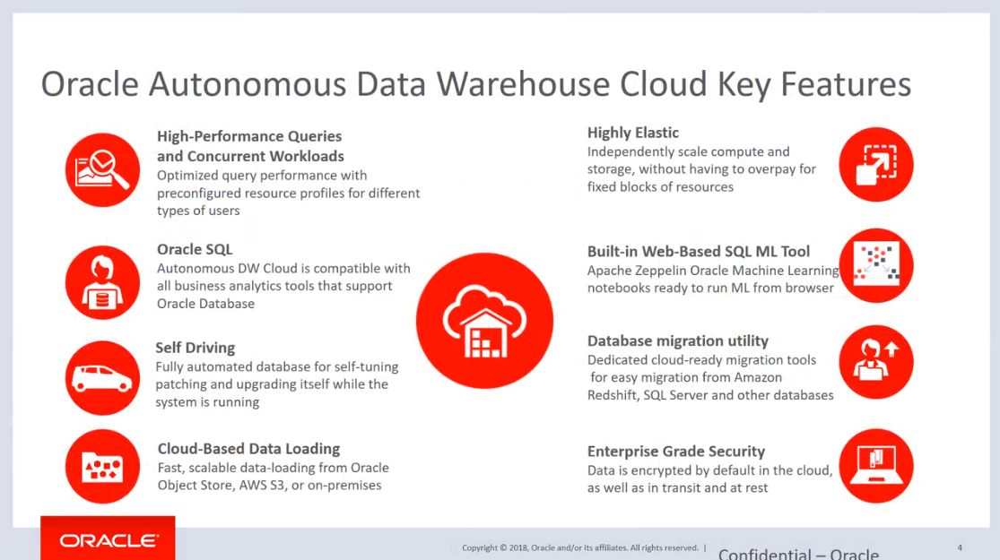 Oracle Autonomous Data Warehouse Cloud Key Features
High-Performance Queries
and Concurrent Workloads
Optimized query performance with
preconfigured resource profiles for different
types of users
Oracle SQL
Autonomous DW Cloud is compatible with
all business analytics tools that support
Oracle Database
Self Driving
Fully automated database for self-tuning
patching and upgrading itself while the
system is running
Cloud-Based Data Loading
Fast, scalable data-loading from Oracle
Object Store, AWS S3, or on-premises
Highly Elastic
Independently scale compute and
storage, without having to overpay for
fixed blocks of resources
Built-in Web-Based SQL ML Tool
Apache Zeppelin Oracle Machine Learning
notebooks ready to run ML from browser
Database migration utility
Dedicated cloud-ready migration tools
for easy migration from Amazon
Redshift, SQL Server and other databases
Enterprise Grade Security
Data is encrypted by default in the cloud,
as well as in transit and at rest
ORACLE®
Copyright © 2018, Oracle and/or its affiliates. All rights reserved. |
Confidential – Oracle
4